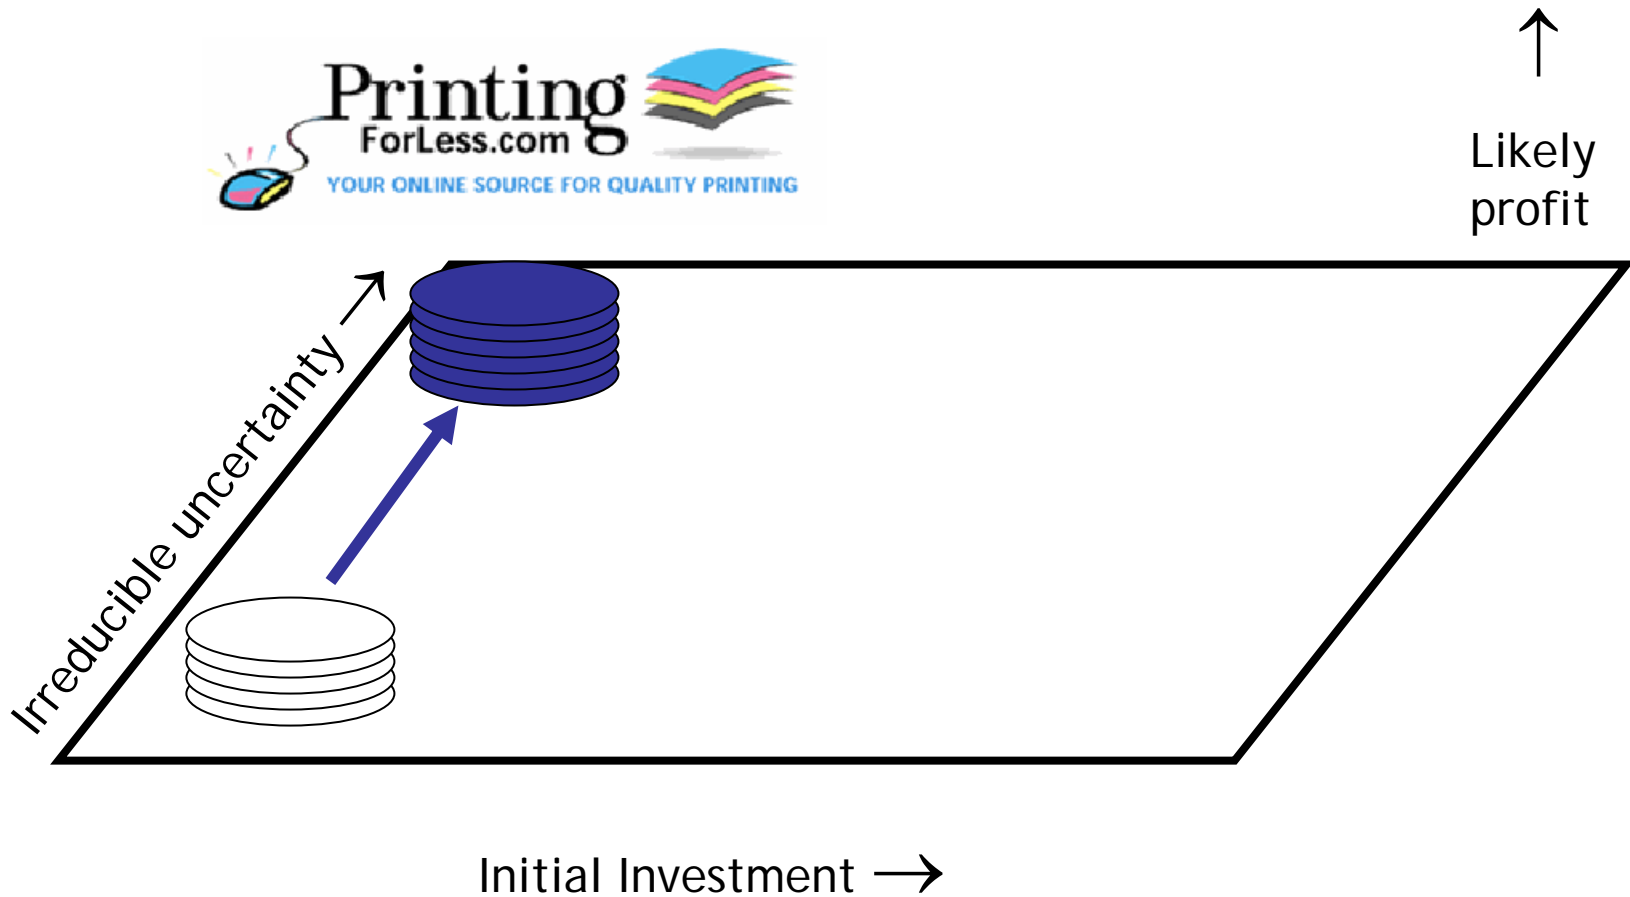 Printing
ForLess.com
YOUR ONLINE SOURCE FOR QUALITY PRINTING
↑
Likely
profit
Irreducible uncertainty →
Initial Investment →